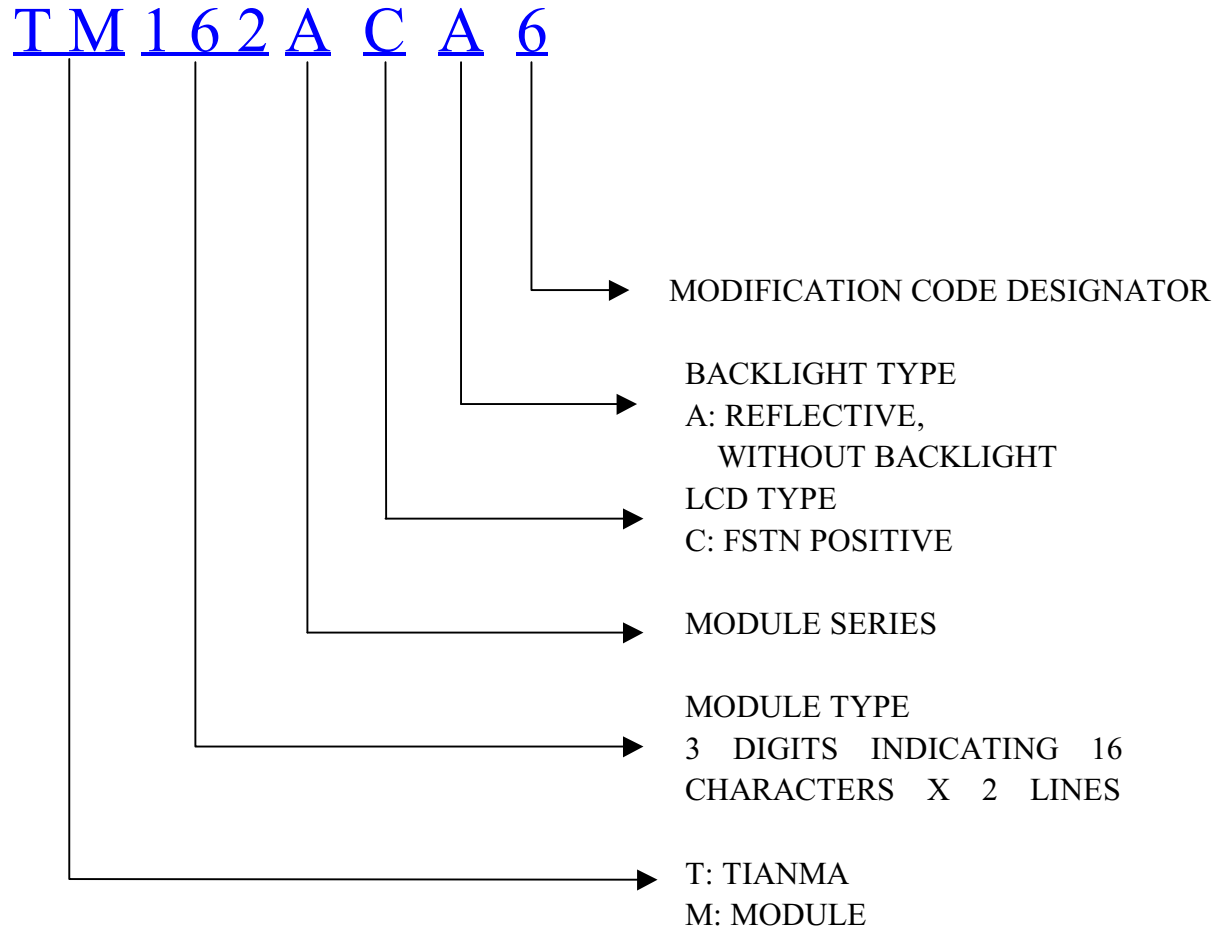 TM162ACA6
MODIFICATION CODE DESIGNATOR
BACKLIGHT TYPE
A: REFLECTIVE,
WITHOUT BACKLIGHT
LCD TYPE
C: FSTN POSITIVE
MODULE SERIES
MODULE TYPE
3 DIGITS INDICATING 16
CHARACTERS X 2 LINES
T: TIANMA
M: MODULE